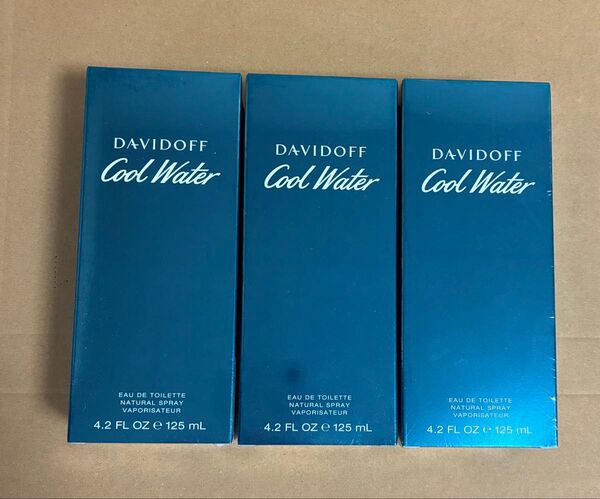 DAVIDOFF
Cool Water
EAU DE TOILETTE
NATURAL SPRAY
VAPORISATEUR
4.2 FL OZ ℮ 125 mL
DAVIDOFF
Cool Water
EAU DE TOILETTE
NATURAL SPRAY
VAPORISATEUR
4.2 FL OZ ℮ 125 mL
DAVIDOFF
Cool Water
EAU DE TOILETTE
NATURAL SPRAY
VAPORISATEUR
4.2 FL OZ ℮ 125 mL